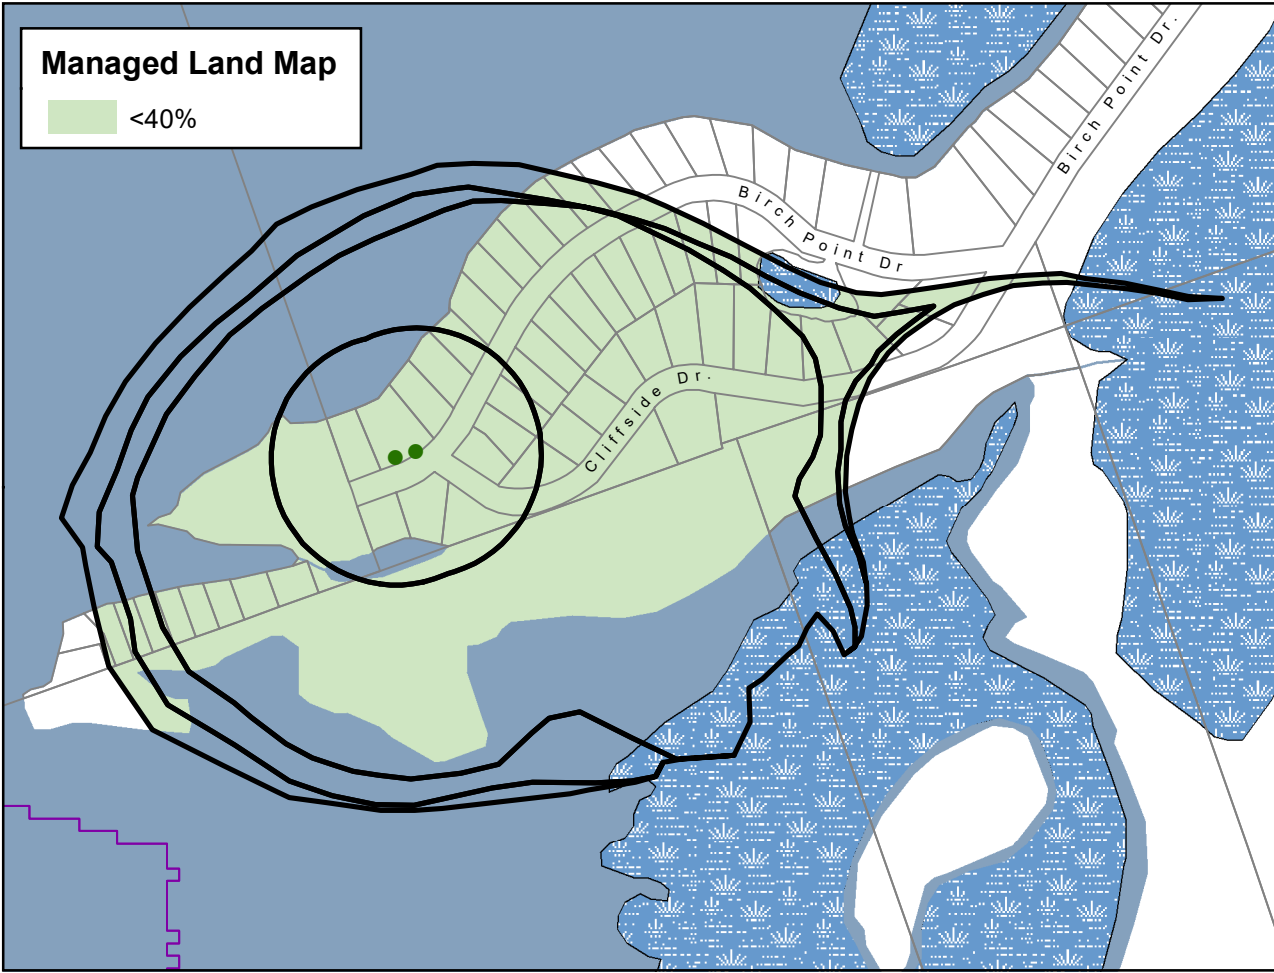 Managed Land Map
<40%
Birch Point Dr.
Birch Point Dr
Cliffside Dr.